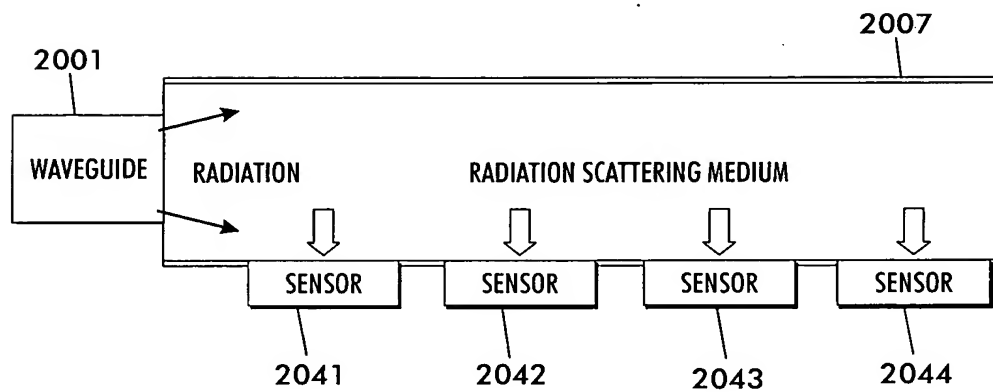 2007
2001
WAVEGUIDE
RADIATION
RADIATION SCATTERING MEDIUM
SENSOR SENSOR SENSOR SENSOR
2041 2042 2043 2044